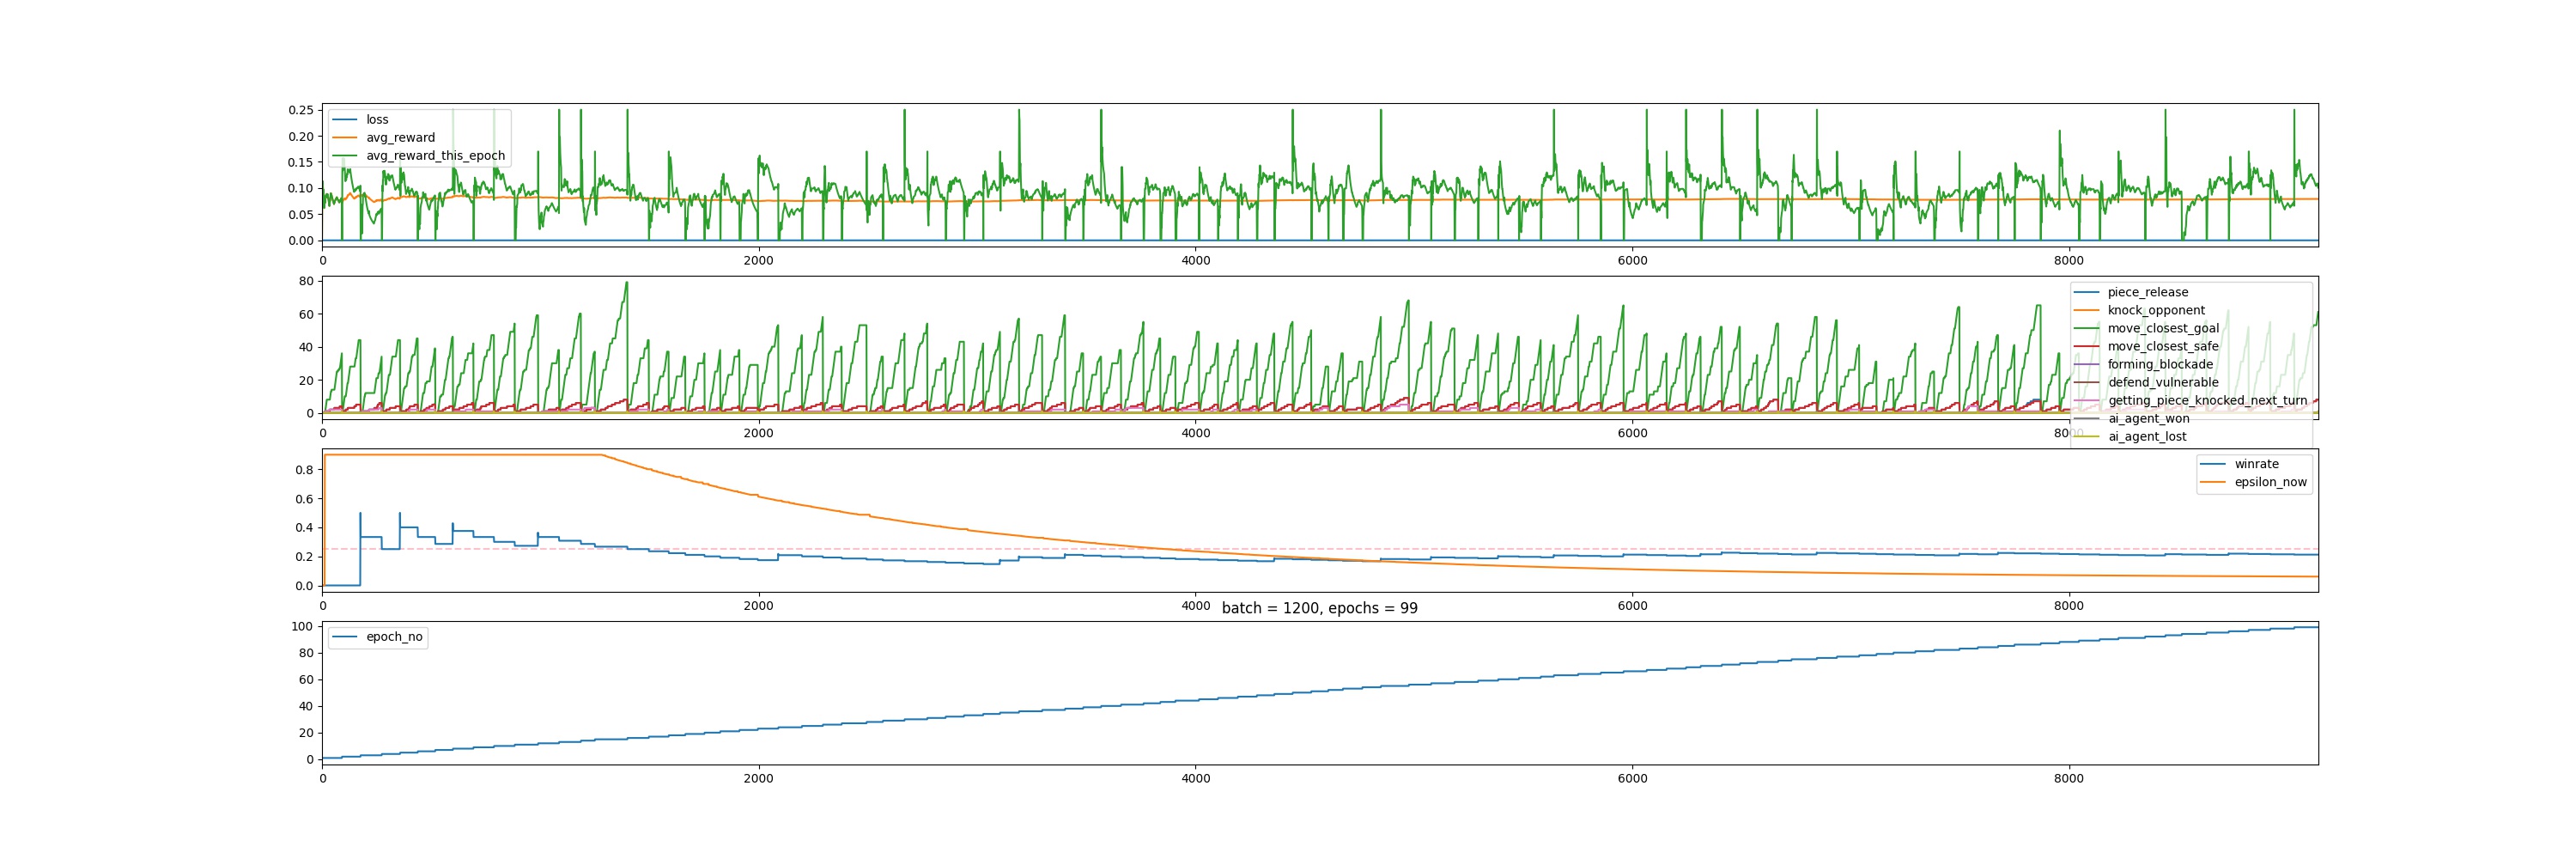 0.25
0.20
0.15
0.10
0.05
0.00
loss
avg_reward
avg_reward_this_epoch
0 2000 4000 6000 8000
80
60
40
20
0
piece_release
knock_opponent
move_closest_goal
move_closest_safe
forming_blockade
defend_vulnerable
getting_piece_knocked_next_turn
ai_agent_won
ai_agent_lost
0 2000 4000 6000 8000
0.8
0.6
0.4
0.2
0.0
winrate
epsilon_now
0 2000 4000 6000 8000
batch = 1200, epochs = 99
100
80
60
40
20
0
epoch_no
0 2000 4000 6000 8000